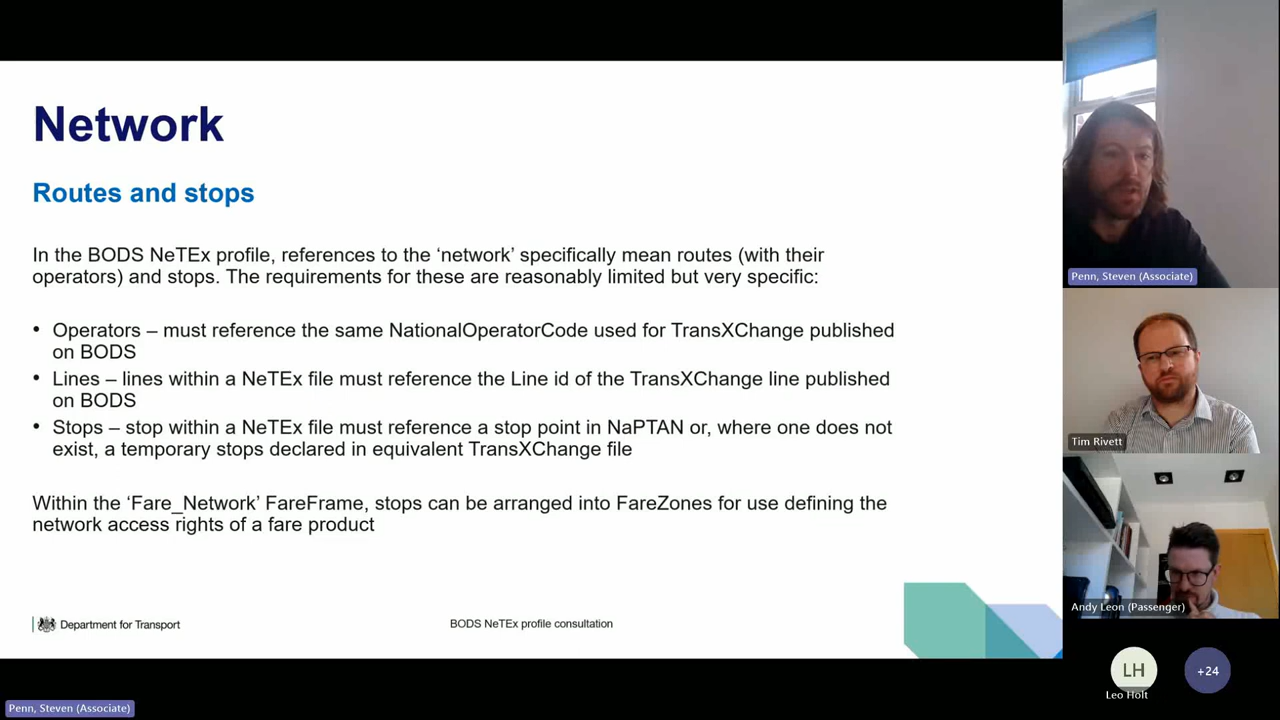 Network
Routes and stops
In the BODS NeTEx profile, references to the ‘network’ specifically mean routes (with their
operators) and stops. The requirements for these are reasonably limited but very specific:
• Operators – must reference the same NationalOperatorCode used for TransXChange published
on BODS
• Lines – lines within a NeTEx file must reference the Line id of the TransXChange line published
on BODS
• Stops – stop within a NeTEx file must reference a stop point in NaPTAN or, where one does not
exist, a temporary stops declared in equivalent TransXChange file
Within the ‘Fare_Network’ FareFrame, stops can be arranged into FareZones for use defining the
network access rights of a fare product
Department for Transport
BODS NeTEx profile consultation
Penn, Steven (Associate)
Tim Rivett
Andy Leon (Passenger)
LH
Leo Holt
+24
Penn, Steven (Associate)